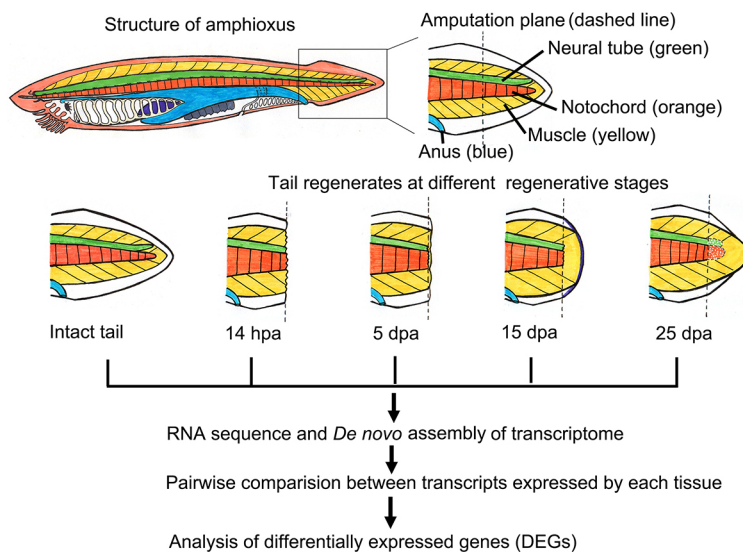 Structure of amphioxus
Amputation plane (dashed line)
Neural tube (green)
Notochord (orange)
Muscle (yellow)
Anus (blue)
Tail regenerates at different regenerative stages
Intact tail
14 hpa
5 dpa
15 dpa
25 dpa
RNA sequence and De novo assembly of transcriptome
Pairwise comparision between transcripts expressed by each tissue
Analysis of differentially expressed genes (DEGs)